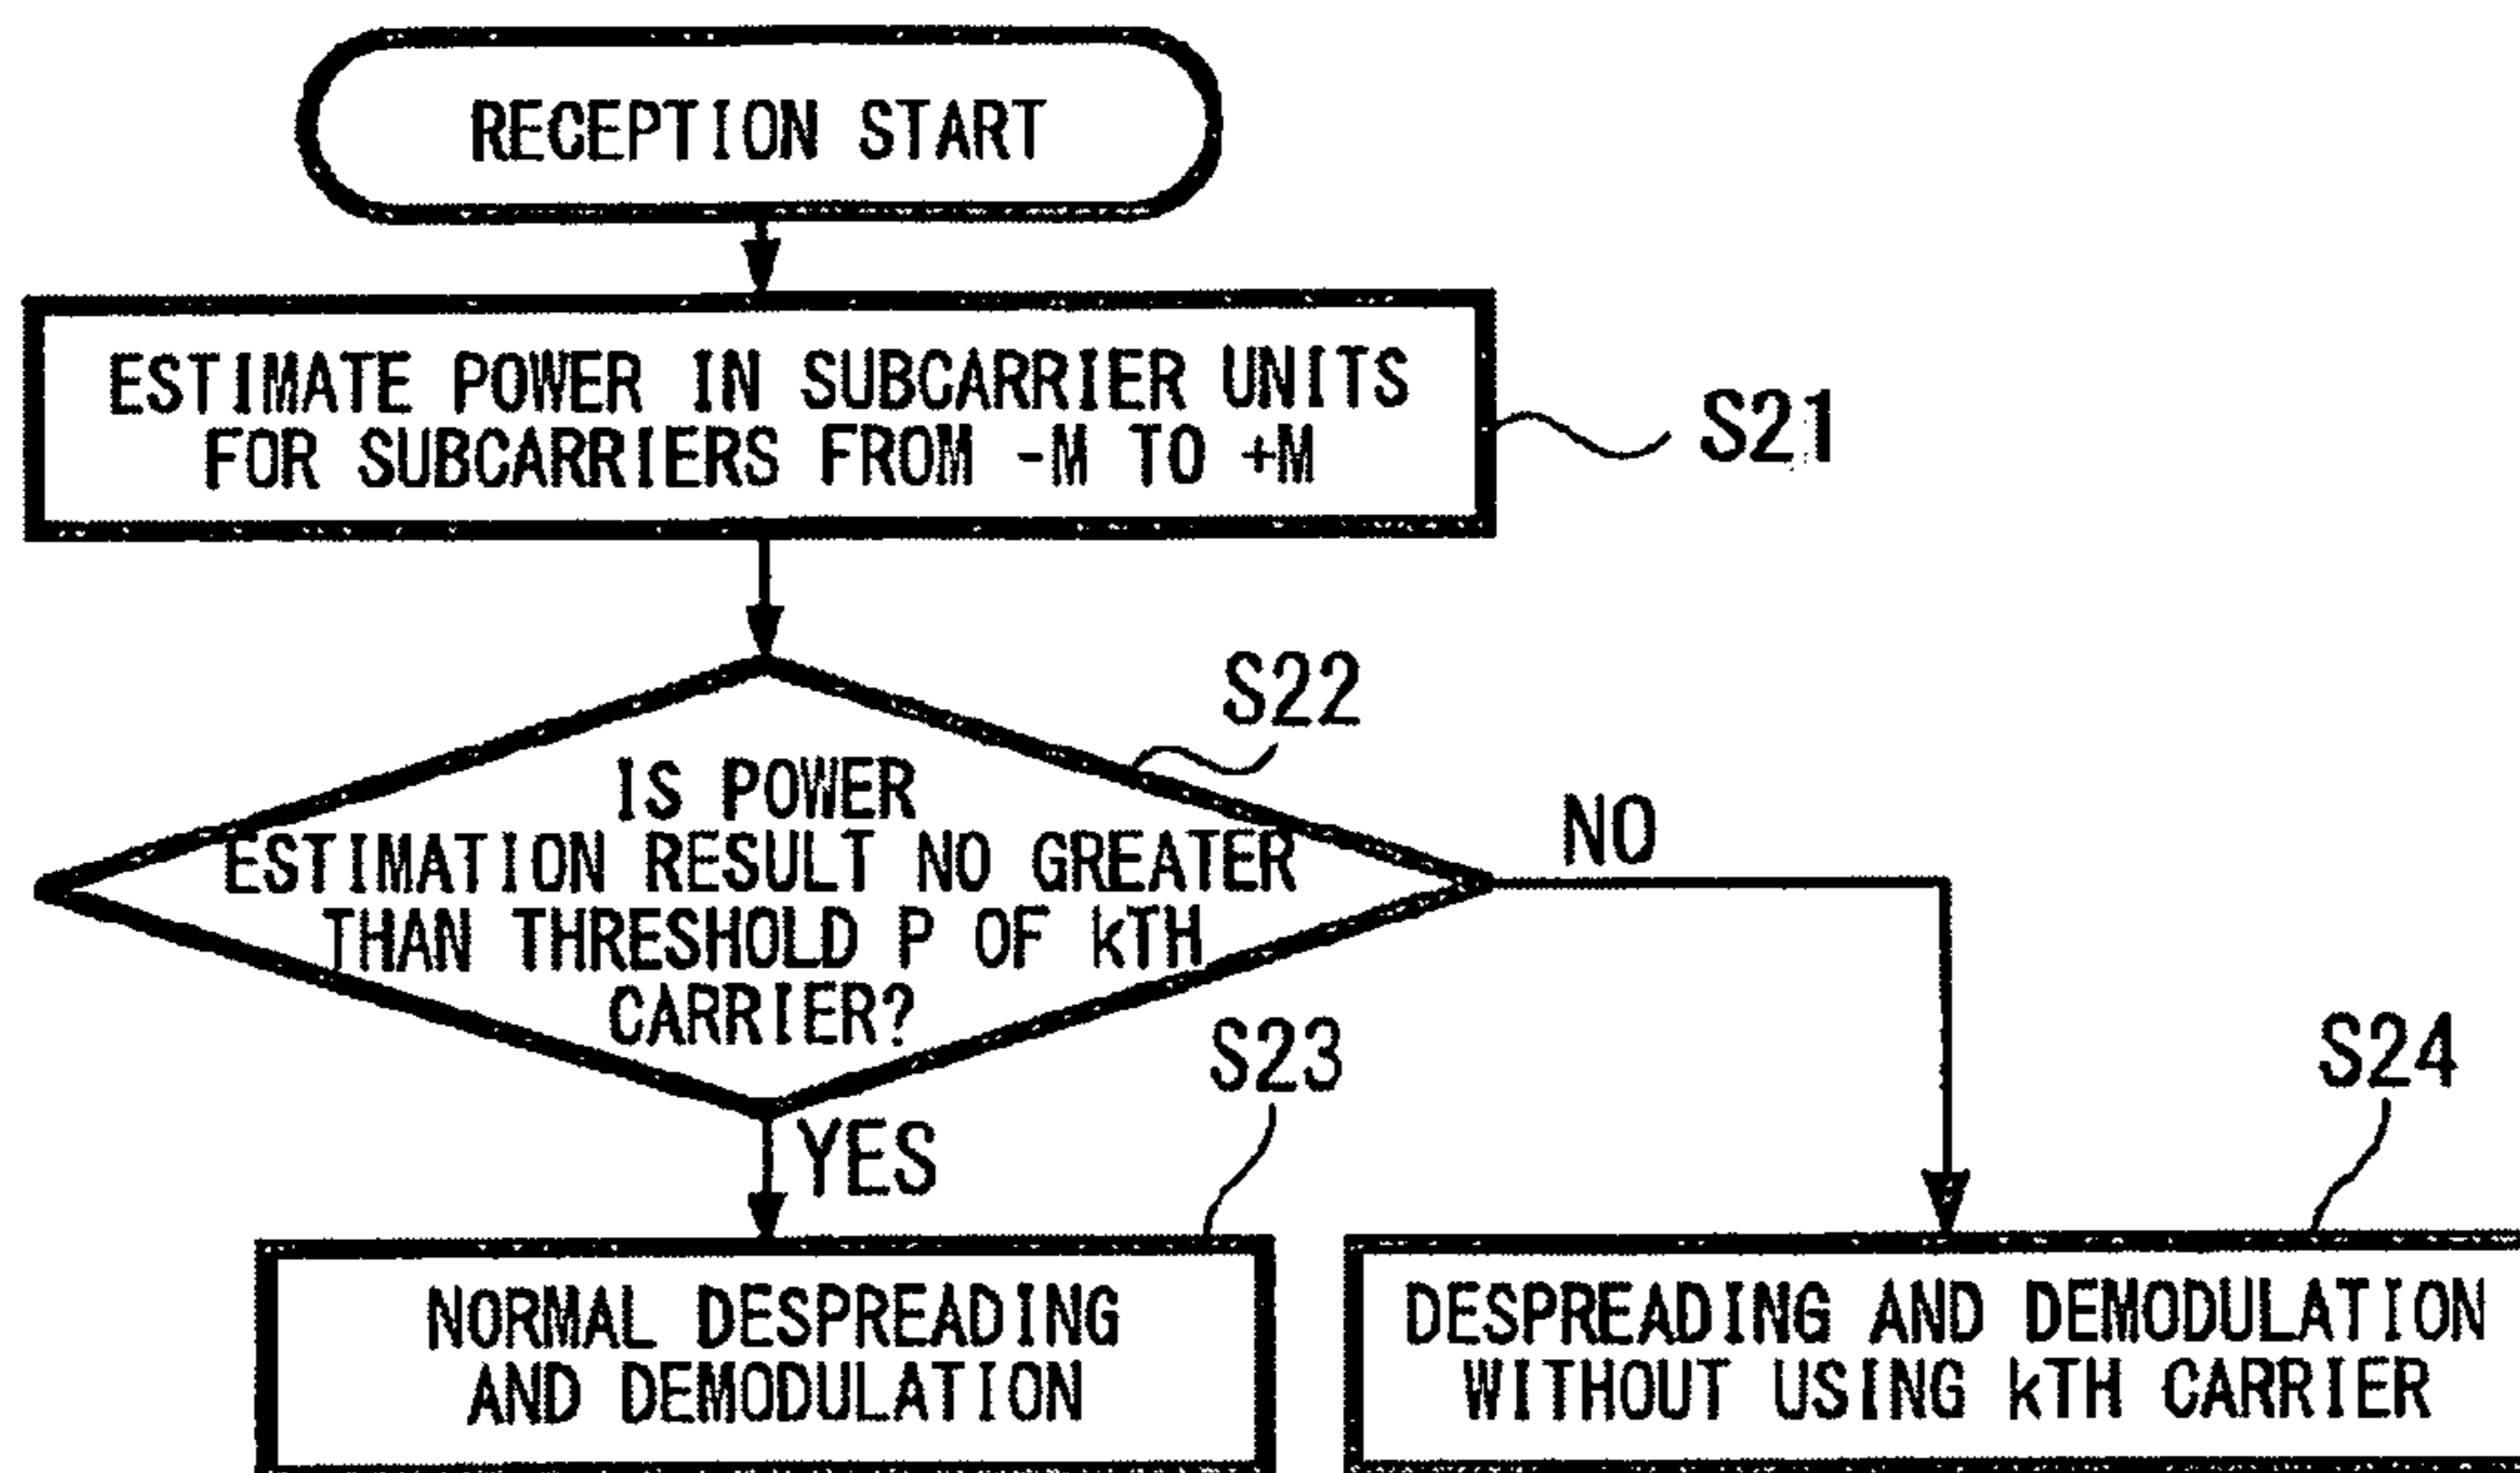 RECEPTION START
ESTIMATE POWER IN SUBCARRIER UNITS
FOR SUBCARRIERS FROM -M TO +M
S21
S22
IS POWER
ESTIMATION RESULT NO GREATER
THAN THRESHOLD P OF kTH
CARRIER?
NO
YES
S23
S24
NORMAL DESPREADING
AND DEMODULATION
DESPREADING AND DEMODULATION
WITHOUT USING kTH CARRIER